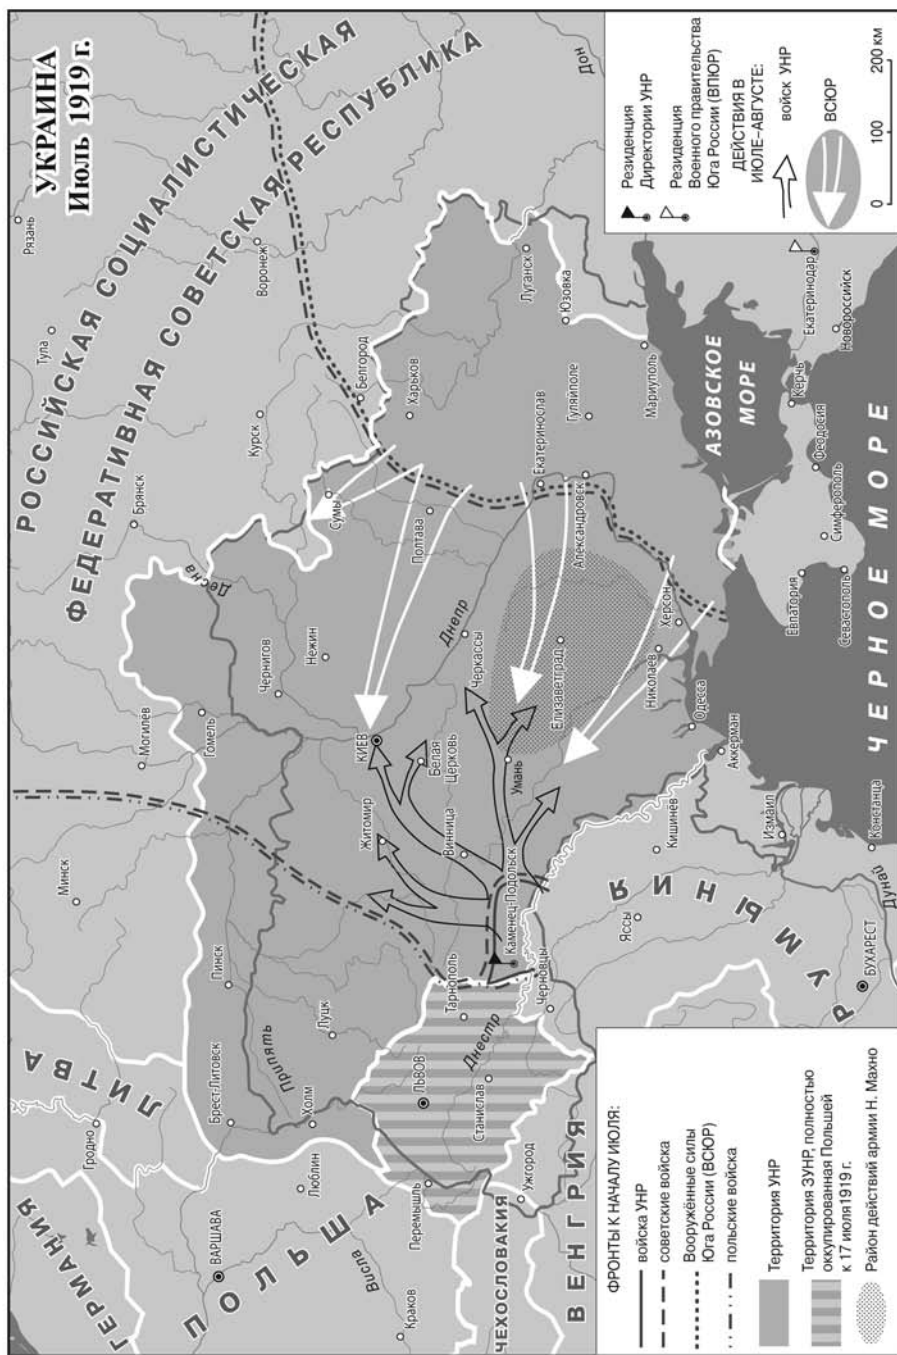 УКРАИНА
Июль 1919 г.
РОССИЙСКАЯ СОЦИАЛИСТИЧЕСКАЯ
ФЕДЕРАТИВНАЯ СОВЕТСКАЯ РЕСПУБЛИКА
ГЕРМАНИЯ
ЛИТВА
ПОЛЬША
ЧЕХОСЛОВАКИЯ
ВЕНГРИЯ
РУМЫНИЯ
АЗОВСКОЕ
МОРЕ
ЧЕРНОЕ МОРЕ
Рязань
Тула
Воронеж
Брянск
Курск
Белгород
Могилёв
Минск
Гомель
Чернигов
Нежин
Сумы
Харьков
Полтава
Гродно
Брест-Литовск
Пинск
ВАРШАВА
Люблин
Холм
Луцк
Житомир
КИЕВ
Белая
Церковь
Черкассы
Краков
Перемышль
ЛЬВОВ
Тарнополь
Станислав
Ужгород
Винница
Каменец-Подольск
Черновцы
Умань
Елизаветград
Екатеринослав
Александровск
Гуляйполе
Луганск
Юзовка
Мариуполь
Николаев
Херсон
Одесса
Аккерман
Кишинёв
Яссы
Измаил
Констанца
БУХАРЕСТ
Евпатория
Симферополь
Севастополь
Феодосия
Керчь
Екатеринодар
Новороссийск
Десна
Днепр
Припять
Днестр
Висла
Дунай
Дон
ФРОНТЫ К НАЧАЛУ ИЮЛЯ:
войска УНР
советские войска
Вооружённые силы
Юга России (ВСЮР)
польские войска
Территория УНР
Территория ЗУНР, полностью
оккупированная Польшей
к 17 июля1919 г.
Район действий армии Н. Махно
Резиденция
Директории УНР
Резиденция
Военного правительства
Юга России (ВПЮР)
ДЕЙСТВИЯ В
ИЮЛЕ–АВГУСТЕ:
войск УНР
ВСЮР
0 100 200 км